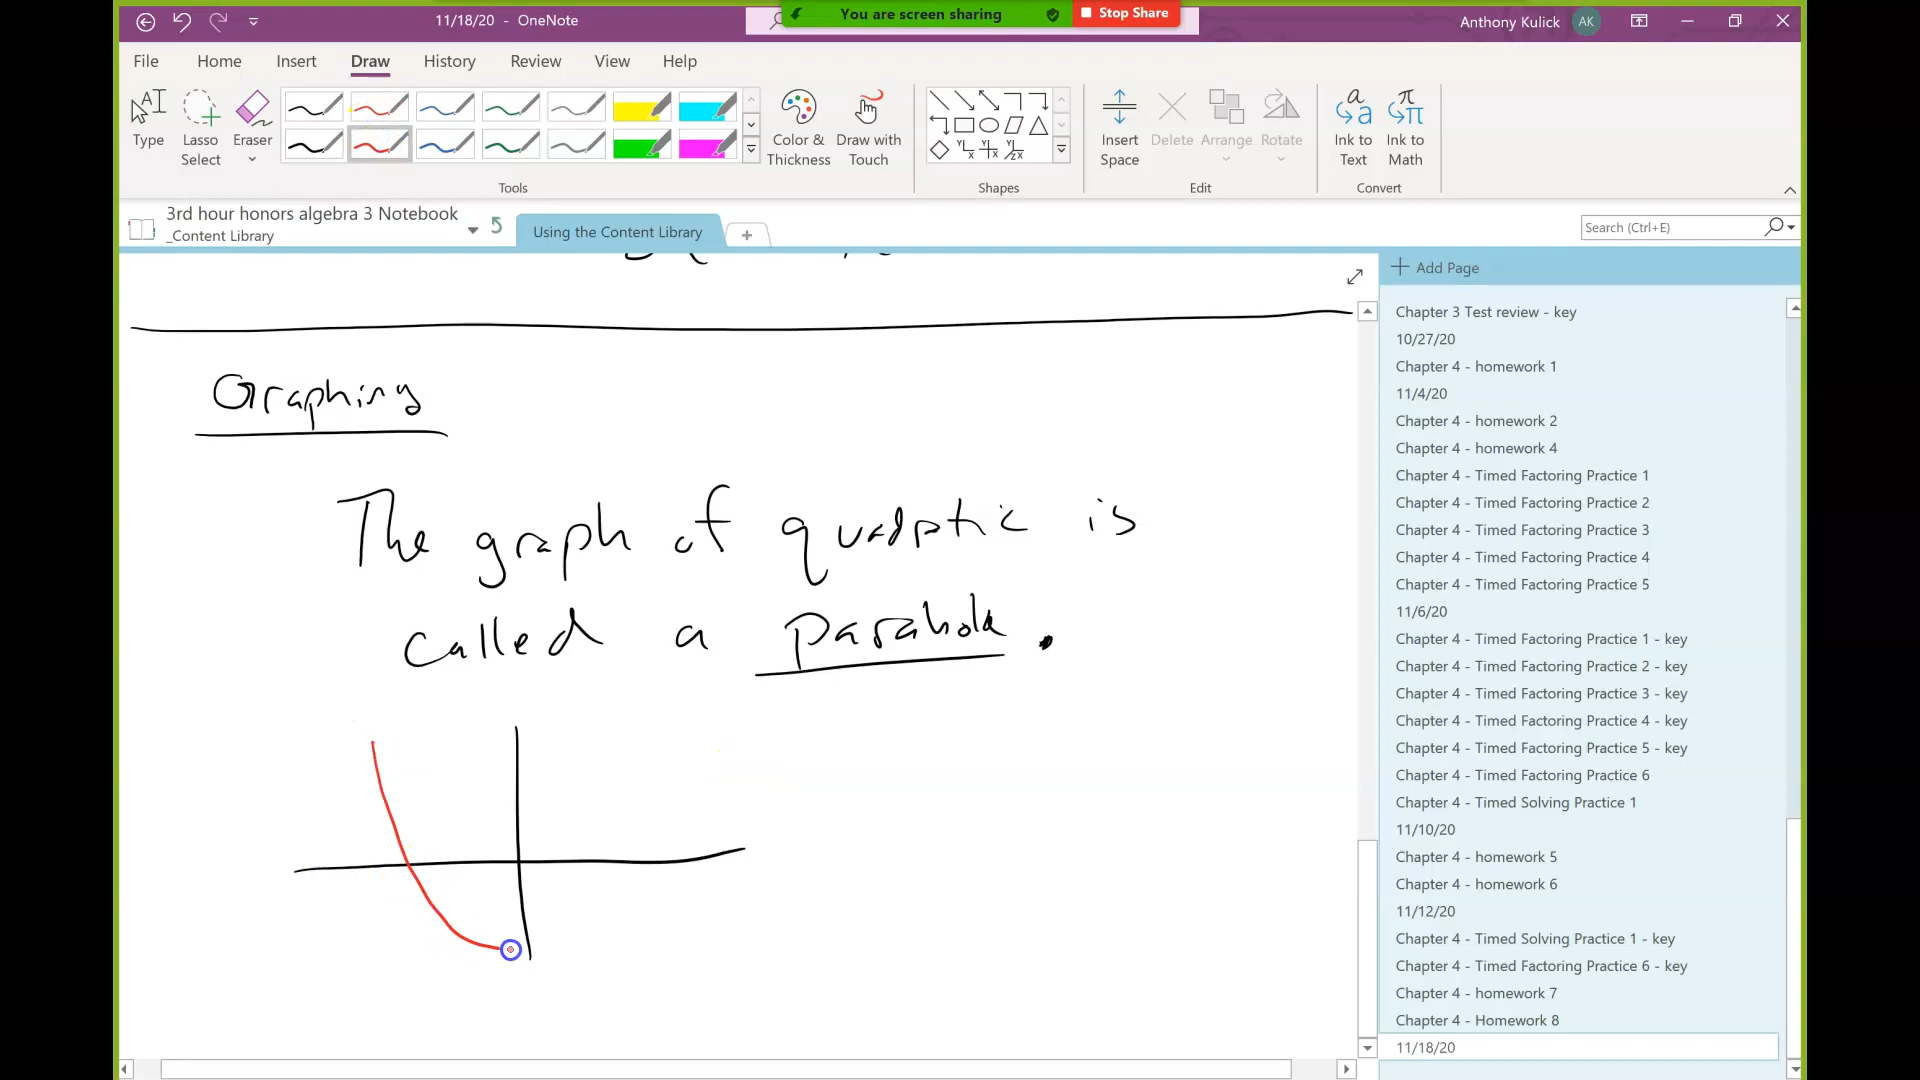 11/18/20 - OneNote
You are screen sharing
Stop Share
Anthony Kulick
AK
File
Home
Insert
Draw
History
Review
View
Help
Type
Lasso Select
Eraser
Color & Thickness
Draw with Touch
Insert Space
Delete
Arrange
Rotate
Ink to Text
Ink to Math
Tools
Shapes
Edit
Convert
3rd hour honors algebra 3 Notebook
_Content Library
Using the Content Library
Search (Ctrl+E)
Add Page
Graphing
The graph of quadratic is
called a parabola.
Chapter 3 Test review - key
10/27/20
Chapter 4 - homework 1
11/4/20
Chapter 4 - homework 2
Chapter 4 - homework 4
Chapter 4 - Timed Factoring Practice 1
Chapter 4 - Timed Factoring Practice 2
Chapter 4 - Timed Factoring Practice 3
Chapter 4 - Timed Factoring Practice 4
Chapter 4 - Timed Factoring Practice 5
11/6/20
Chapter 4 - Timed Factoring Practice 1 - key
Chapter 4 - Timed Factoring Practice 2 - key
Chapter 4 - Timed Factoring Practice 3 - key
Chapter 4 - Timed Factoring Practice 4 - key
Chapter 4 - Timed Factoring Practice 5 - key
Chapter 4 - Timed Factoring Practice 6
Chapter 4 - Timed Solving Practice 1
11/10/20
Chapter 4 - homework 5
Chapter 4 - homework 6
11/12/20
Chapter 4 - Timed Solving Practice 1 - key
Chapter 4 - Timed Factoring Practice 6 - key
Chapter 4 - homework 7
Chapter 4 - Homework 8
11/18/20